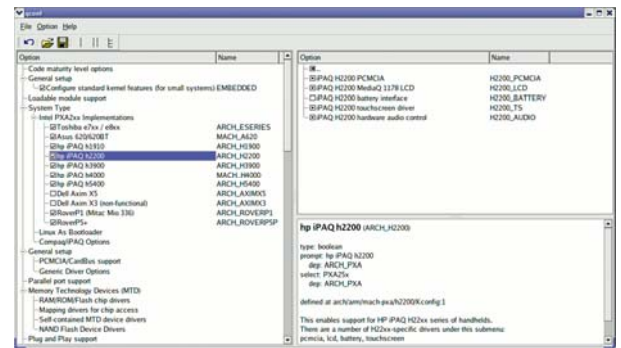 qconf
File Option Help
Option Name
Code maturity level options
General setup
Configure standard kernel features (for small systems) EMBEDDED
Loadable module support
System Type
Intel PXA2xx Implementations
Toshiba e7xx / e8xx ARCH_ESERIES
Asus 620/620BT MACH_A620
hp iPAQ h1910 ARCH_H1900
hp iPAQ h2200 ARCH_H2200
hp iPAQ h3900 ARCH_H3900
hp iPAQ h4000 MACH_H4000
hp iPAQ h5400 ARCH_H5400
Dell Axim X5 ARCH_AXIMX5
Dell Axim X3 (non-functional) ARCH_AXIMX3
RoverP1 (Mitac Mio 336) ARCH_ROVERP1
RoverP5+ ARCH_ROVERP5P
Linux As Bootloader
Compaq/iPAQ Options
General setup
PCMCIA/CardBus support
Generic Driver Options
Parallel port support
Memory Technology Devices (MTD)
RAM/ROM/Flash chip drivers
Mapping drivers for chip access
Self-contained MTD device drivers
NAND Flash Device Drivers
Plug and Play support
Option Name
..
iPAQ H2200 PCMCIA H2200_PCMCIA
iPAQ H2200 MediaQ 1178 LCD H2200_LCD
iPAQ H2200 battery interface H2200_BATTERY
iPAQ H2200 touchscreen driver H2200_TS
iPAQ H2200 hardware audio control H2200_AUDIO
hp iPAQ h2200 (ARCH_H2200)
type: boolean
prompt: hp iPAQ h2200
dep: ARCH_PXA
select: PXA25x
dep: ARCH_PXA
defined at arch/arm/mach-pxa/h2200/Kconfig:1
This enables support for HP iPAQ H22xx series of handhelds.
There are a number of H22xx-specific drivers under this submenu:
pcmcia, lcd, battery, touchscreen